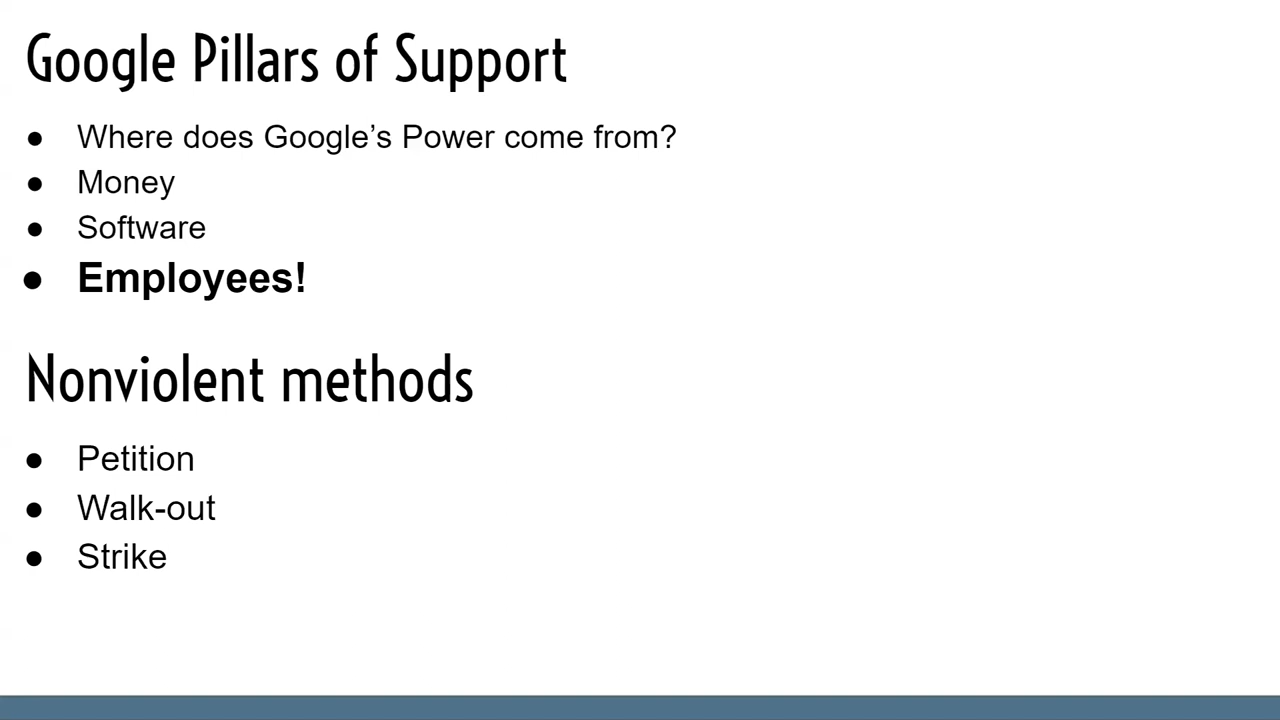 Google Pillars of Support
● Where does Google’s Power come from?
● Money
● Software
● Employees!
Nonviolent methods
● Petition
● Walk-out
● Strike